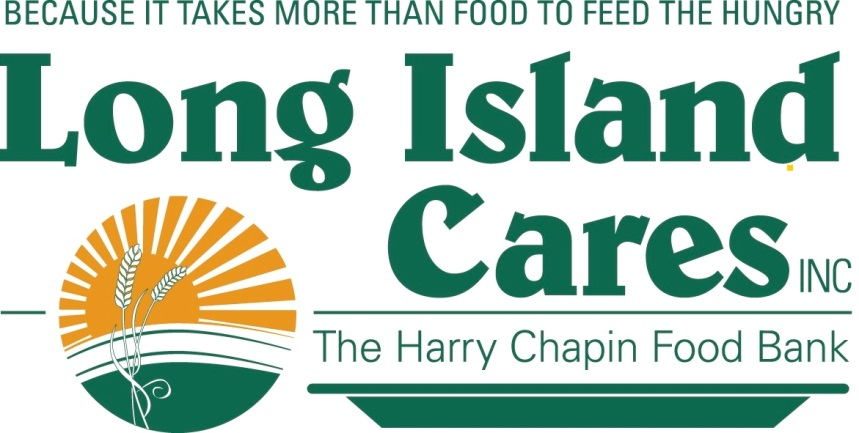 BECAUSE IT TAKES MORE THAN FOOD TO FEED THE HUNGRY
Long Island
Cares INC
The Harry Chapin Food Bank